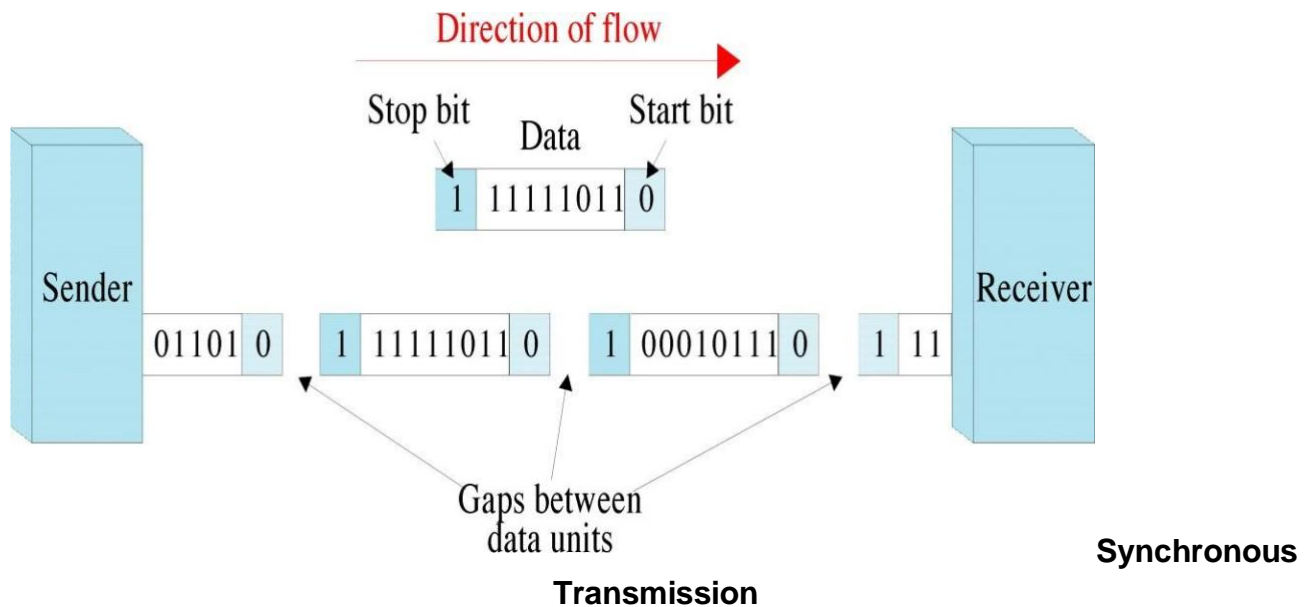 Direction of flow
Stop bit
Start bit
Data
1 11111011 0
Sender
Receiver
01101 0
1 11111011 0
1 00010111 0
1 11
Gaps between
data units
Synchronous
Transmission